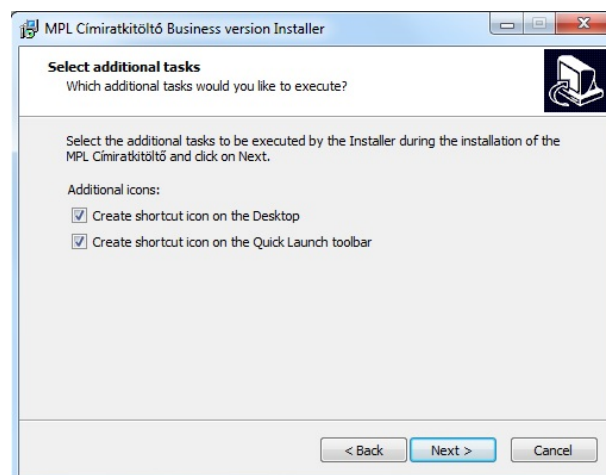 MPL Címiratkitöltő Business version Installer
Select additional tasks
Which additional tasks would you like to execute?
Select the additional tasks to be executed by the Installer during the installation of the
MPL Címiratkitöltő and click on Next.
Additional icons:
Create shortcut icon on the Desktop
Create shortcut icon on the Quick Launch toolbar
< Back Next > Cancel